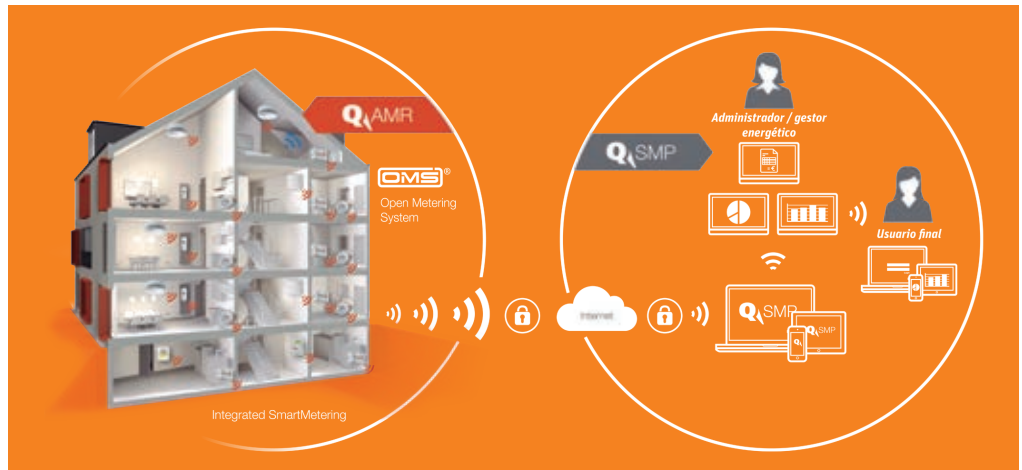 Q AMR
OMS®
Open Metering
System
Integrated SmartMetering
Internet
Q SMP
Administrador / gestor
energético
Usuario final
Q SMP
Q SMP
Q